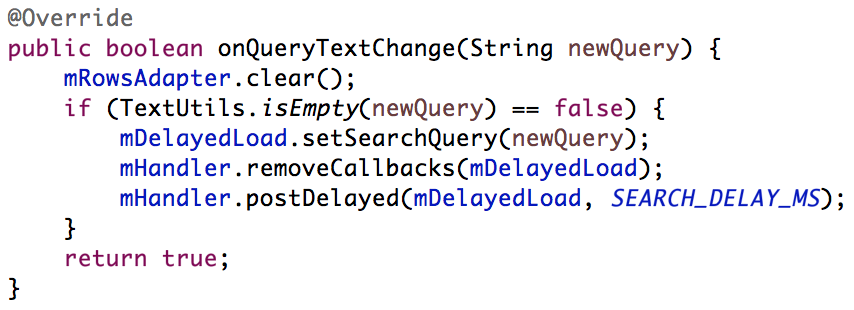 @Override
public boolean onQueryTextChange(String newQuery) {
    mRowsAdapter.clear();
    if (TextUtils.isEmpty(newQuery) == false) {
        mDelayedLoad.setSearchQuery(newQuery);
        mHandler.removeCallbacks(mDelayedLoad);
        mHandler.postDelayed(mDelayedLoad, SEARCH_DELAY_MS);
    }
    return true;
}